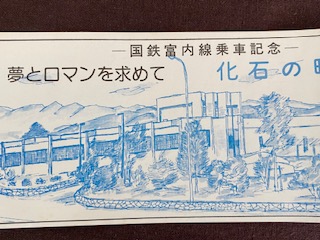 ―国鉄富内線乗車記念―
夢とロマンを求めて
化石の